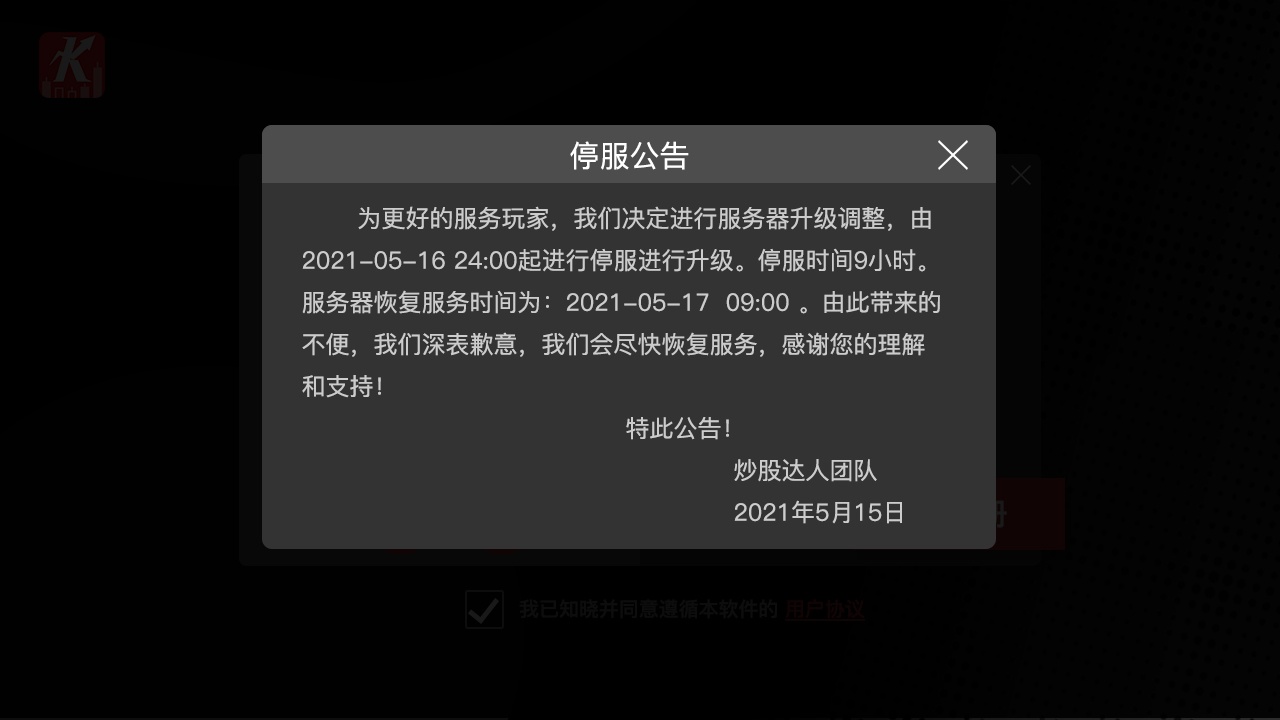 停服公告
为更好的服务玩家，我们决定进行服务器升级调整，由
2021-05-16 24:00起进行停服进行升级。停服时间9小时。
服务器恢复服务时间为：2021-05-17 09:00 。由此带来的
不便，我们深表歉意，我们会尽快恢复服务，感谢您的理解
和支持！
特此公告！
炒股达人团队
2021年5月15日
我已知晓并同意遵循本软件的 用户协议